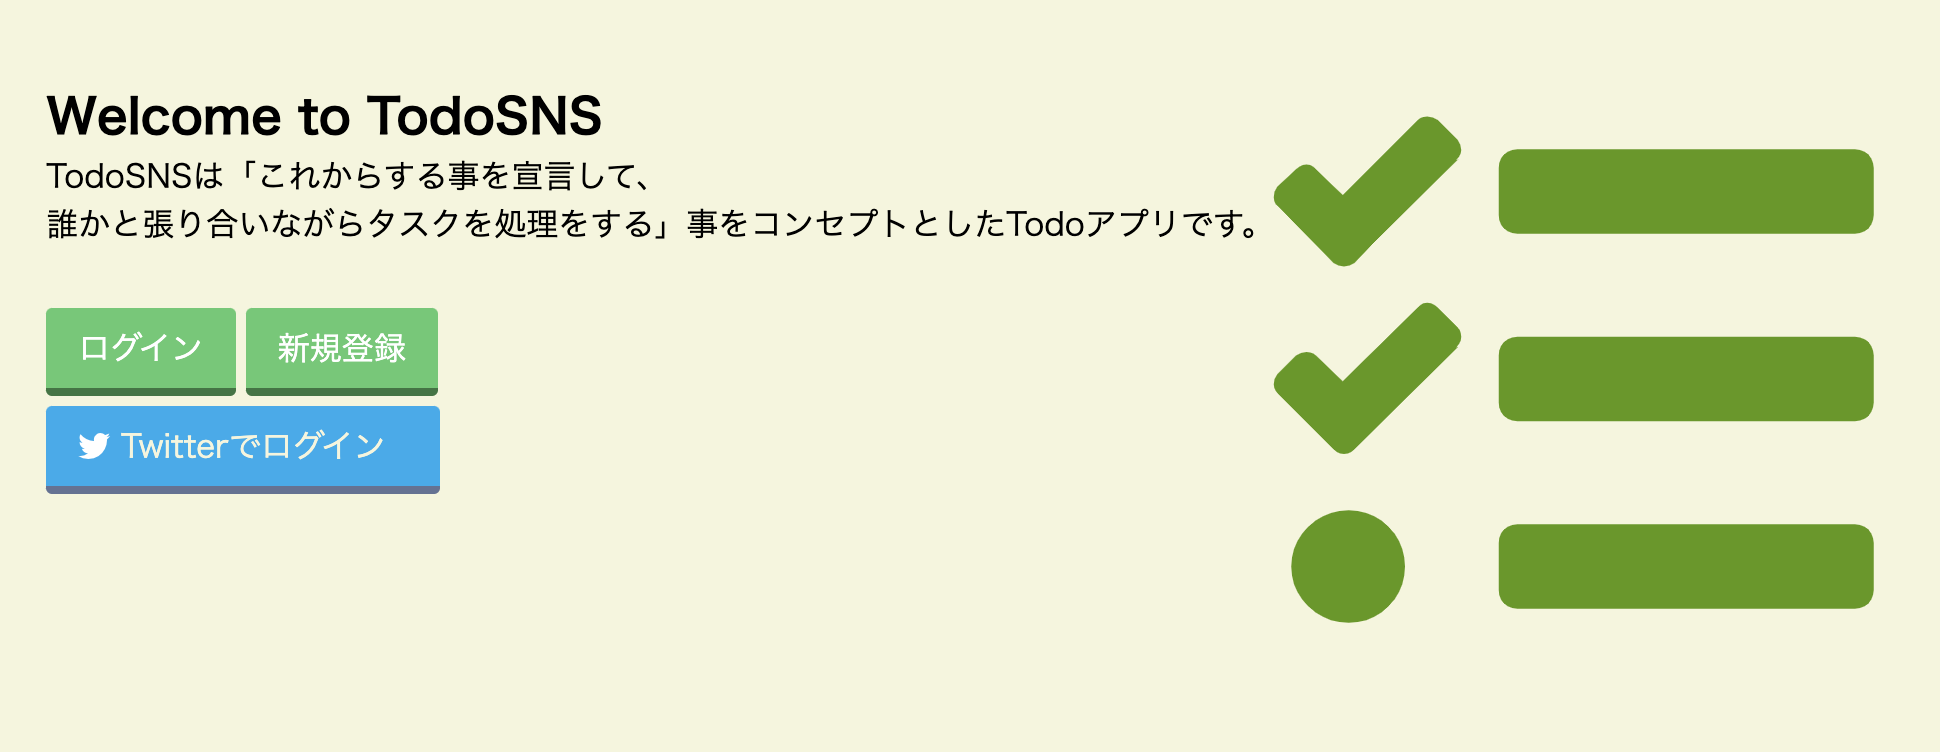 Welcome to TodoSNS
TodoSNSは「これからする事を宣言して、
誰かと張り合いながらタスクを処理をする」事をコンセプトとしたTodoアプリです。
ログイン
新規登録
Twitterでログイン